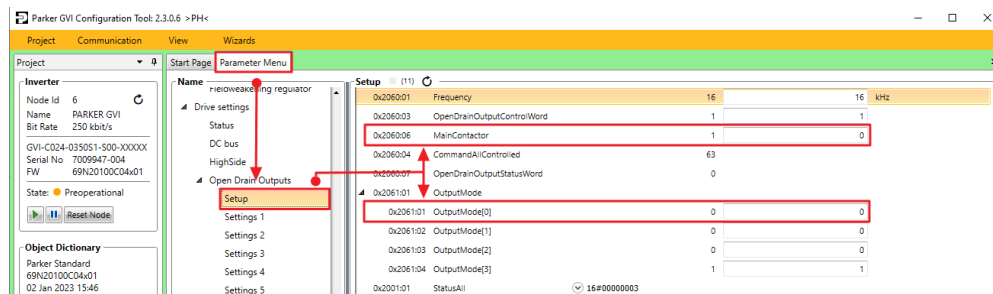 Parker GVI Configuration Tool: 2.3.0.6 >PH<
Project Communication View Wizards
Project
Inverter
Node Id 6
Name PARKER GVI
Bit Rate 250 kbit/s
GVI-C024-0350S1-S00-XXXXX
Serial No 7009947-004
FW 69N20100C04x01
State: Preoperational
Reset Node
Object Dictionary
Parker Standard
69N20100C04x01
02 Jan 2023 15:46
Start Page Parameter Menu
Name
Fieldweakening regulator
Drive settings
Status
DC bus
HighSide
Open Drain Outputs
Setup
Settings 1
Settings 2
Settings 3
Settings 4
Settings 5
Setup (11)
0x2060:01 Frequency 16 16 kHz
0x2060:03 OpenDrainOutputControlWord 1 1
0x2060:06 MainContactor 1 0
0x2060:04 CommandAllControlled 63
0x2060:07 OpenDrainOutputStatusWord 0
0x2061:01 OutputMode
0x2061:01 OutputMode[0] 0 0
0x2061:02 OutputMode[1] 0 0
0x2061:03 OutputMode[2] 0 0
0x2061:04 OutputMode[3] 1 1
0x2001:01 StatusAll 16#00000003